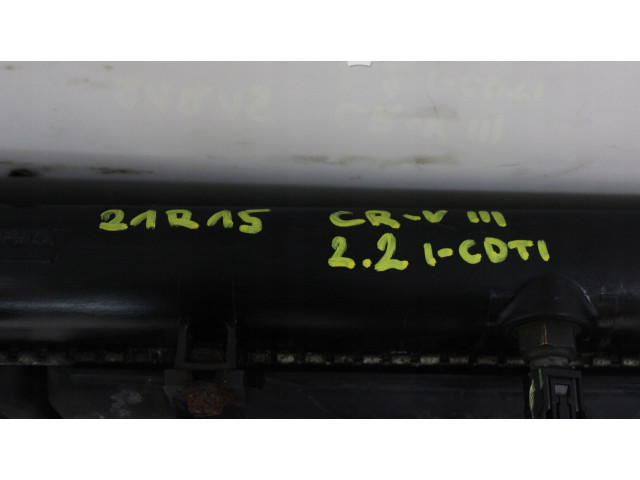 21R15 CR-V III
2.2 I-CDTI